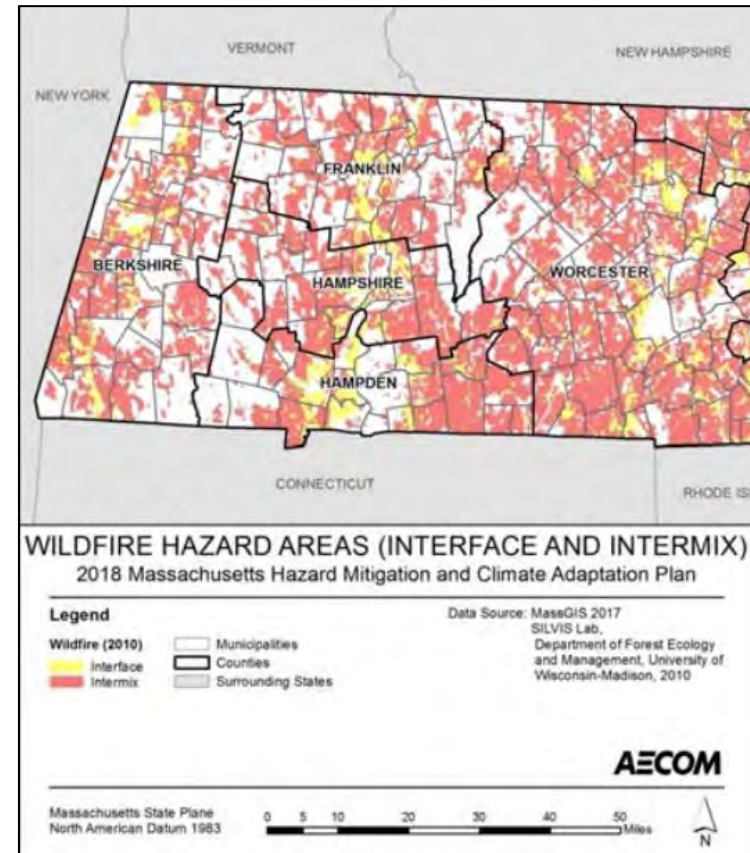 VERMONT
NEW HAMPSHIRE
NEW YORK
FRANKLIN
BERKSHIRE
HAMPSHIRE
WORCESTER
HAMPDEN
CONNECTICUT
RHODE IS
WILDFIRE HAZARD AREAS (INTERFACE AND INTERMIX)
2018 Massachusetts Hazard Mitigation and Climate Adaptation Plan
Legend
Wildfire (2010)
Interface
Intermix
Municipalities
Counties
Surrounding States
Data Source: MassGIS 2017
SILVIS Lab,
Department of Forest Ecology
and Management, University of
Wisconsin-Madison, 2010
AECOM
Massachusetts State Plane
North American Datum 1983
0 5 10 20 30 40 50
Miles
N